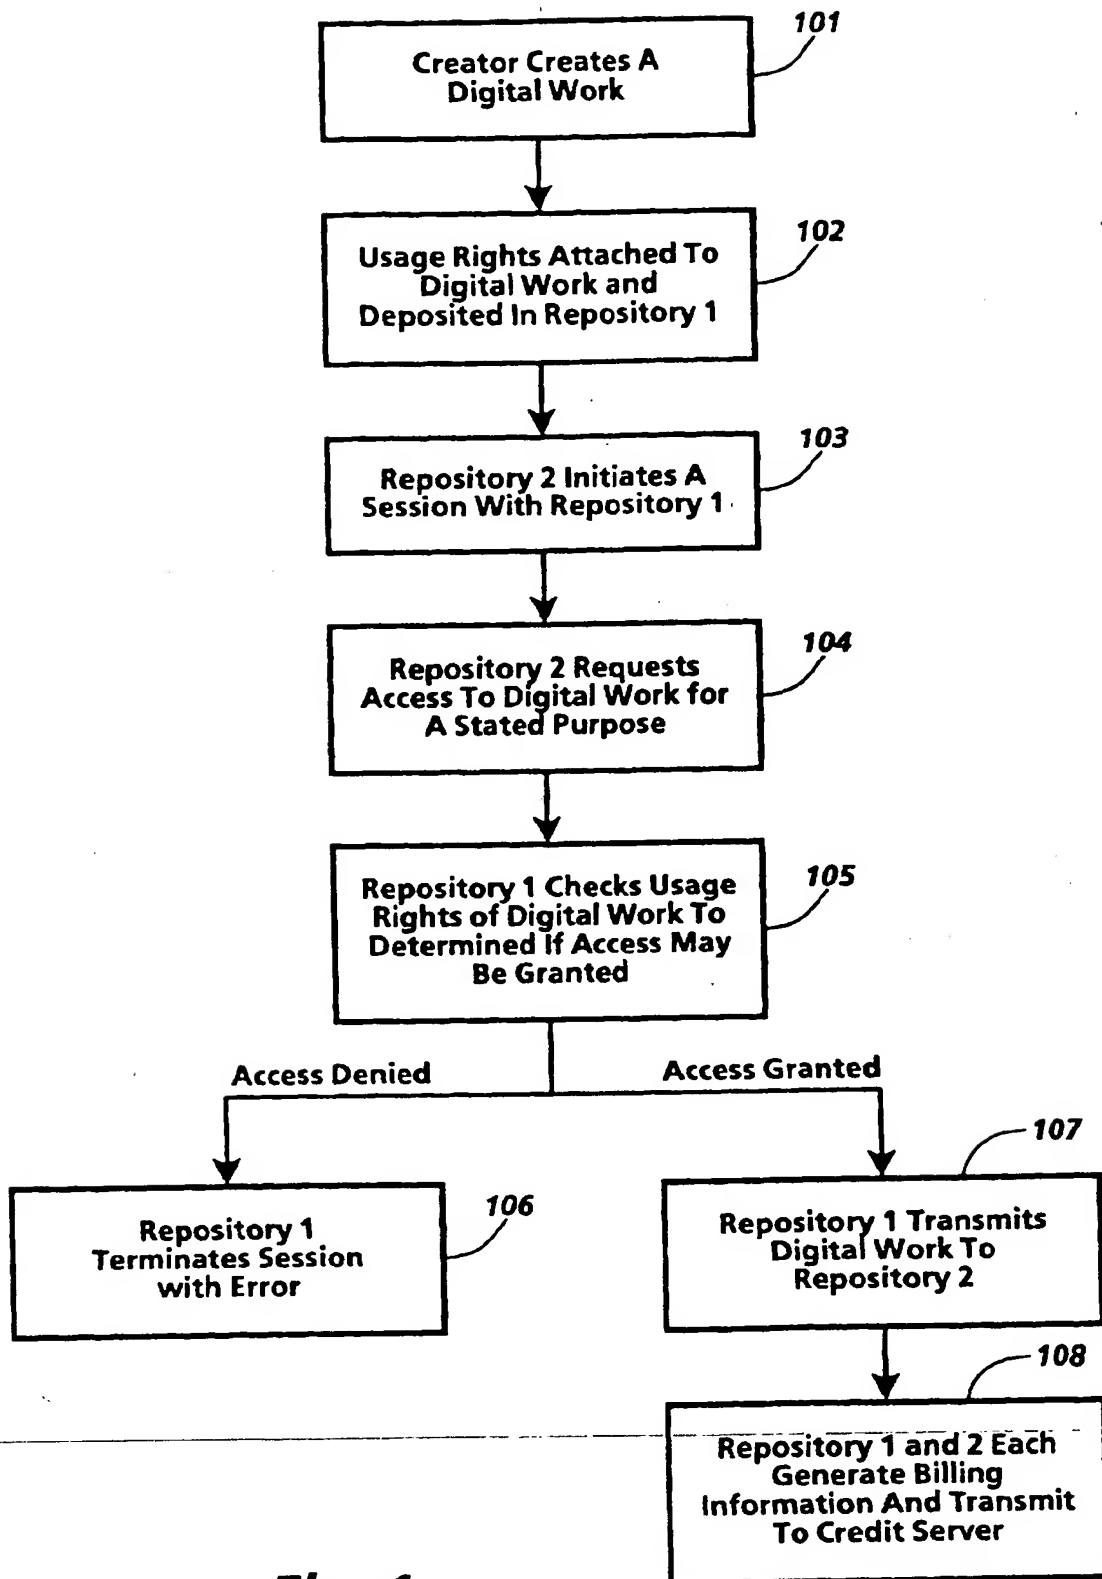 101
Creator Creates A
Digital Work
102
Usage Rights Attached To
Digital Work and
Deposited In Repository 1
103
Repository 2 Initiates A
Session With Repository 1
104
Repository 2 Requests
Access To Digital Work for
A Stated Purpose
105
Repository 1 Checks Usage
Rights of Digital Work To
Determined If Access May
Be Granted
Access Denied
Access Granted
106
Repository 1
Terminates Session
with Error
107
Repository 1 Transmits
Digital Work To
Repository 2
108
Repository 1 and 2 Each
Generate Billing
Information And Transmit
To Credit Server